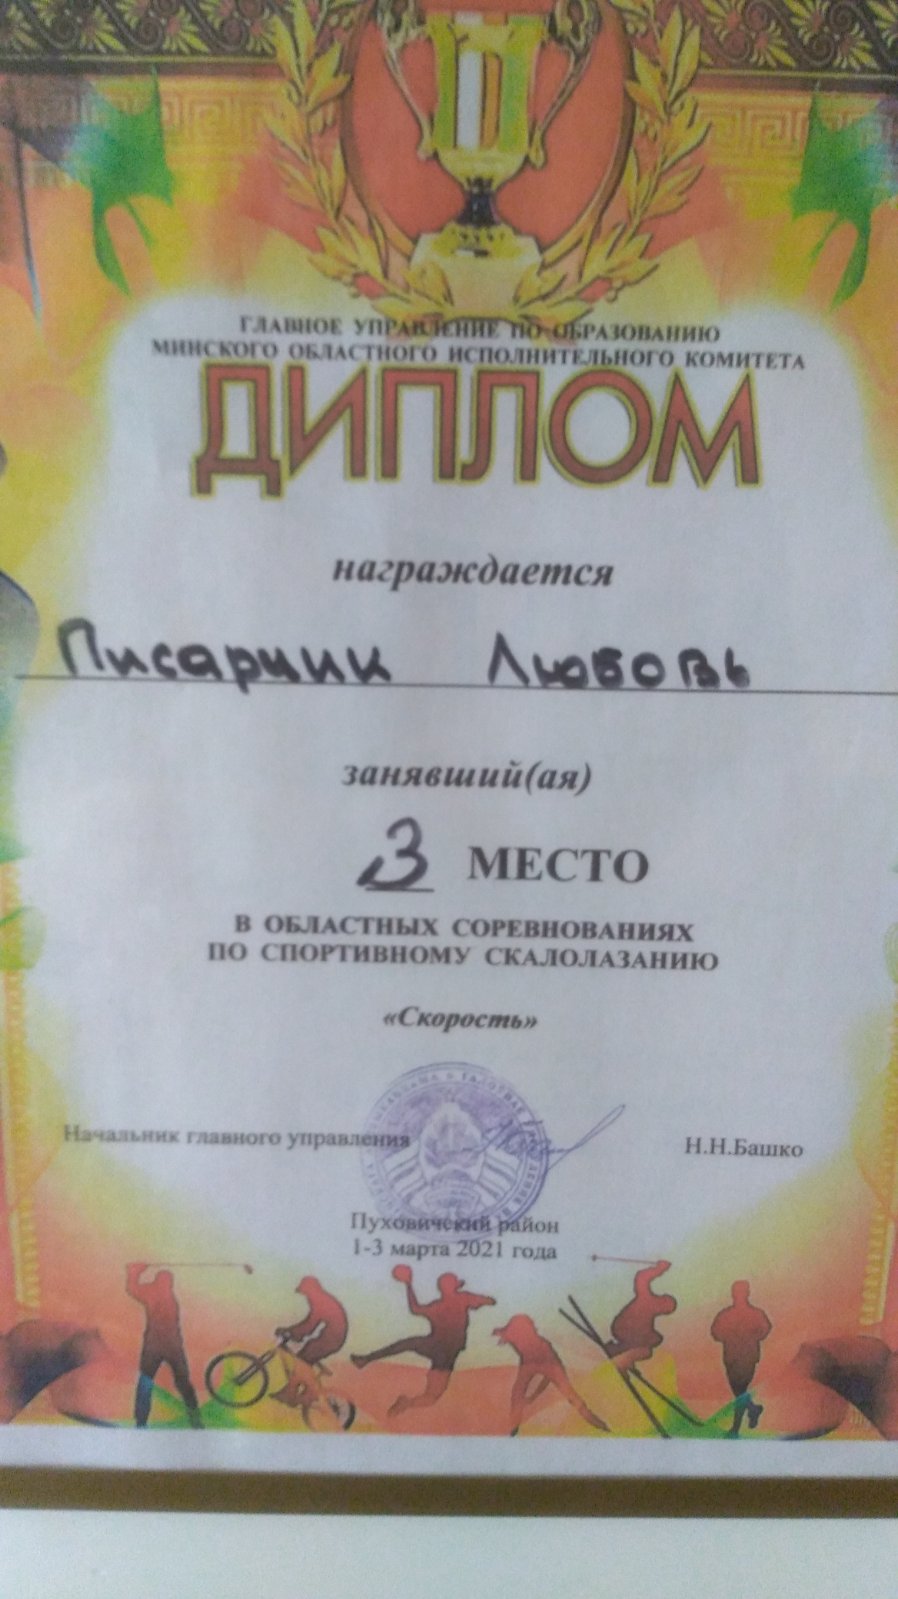 ГЛАВНОЕ УПРАВЛЕНИЕ ПО ОБРАЗОВАНИЮ
МИНСКОГО ОБЛАСТНОГО ИСПОЛНИТЕЛЬНОГО КОМИТЕТА
ДИПЛОМ
награждается
Писарчик Любовь
занявший(ая)
3 МЕСТО
В ОБЛАСТНЫХ СОРЕВНОВАНИЯХ
ПО СПОРТИВНОМУ СКАЛОЛАЗАНИЮ
«Скорость»
Начальник главного управления Н.Н.Башко
Пуховичский район
1-3 марта 2021 года